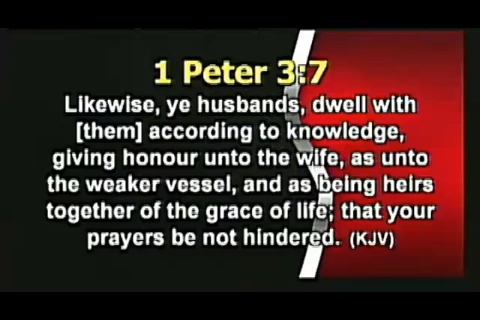 1 Peter 3:7
Likewise, ye husbands, dwell with
[them] according to knowledge,
giving honour unto the wife, as unto
the weaker vessel, and as being heirs
together of the grace of life; that your
prayers be not hindered. (KJV)